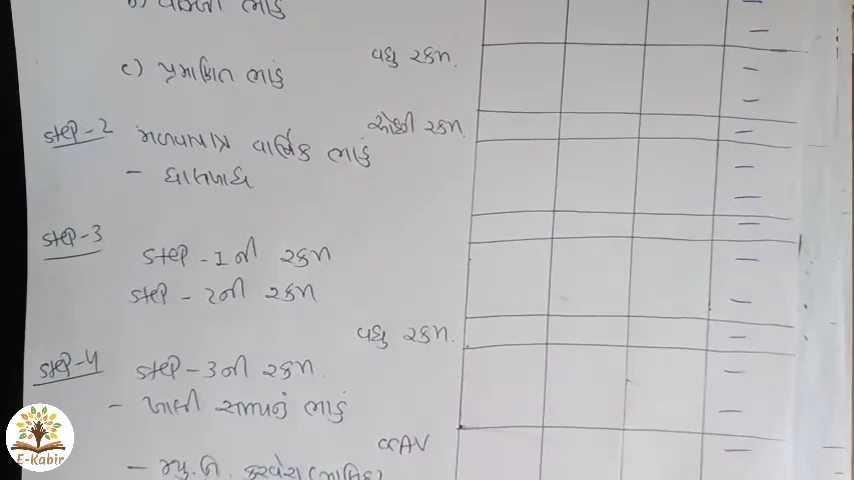 b) વ્યાજબી ભાડું
વધુ રકમ.
c) પ્રમાણિત ભાડું
ઓછી રકમ.
Step-2 મળવાપાત્ર વાર્ષિક ભાડું
- ઘાલખાધ
Step-3
Step-1ની રકમ
Step-2ની રકમ
વધુ રકમ.
Step-4 Step-3ની રકમ.
- ખાલી સમયનું ભાડું
GAV
- મ્યુ.
E-Kabir